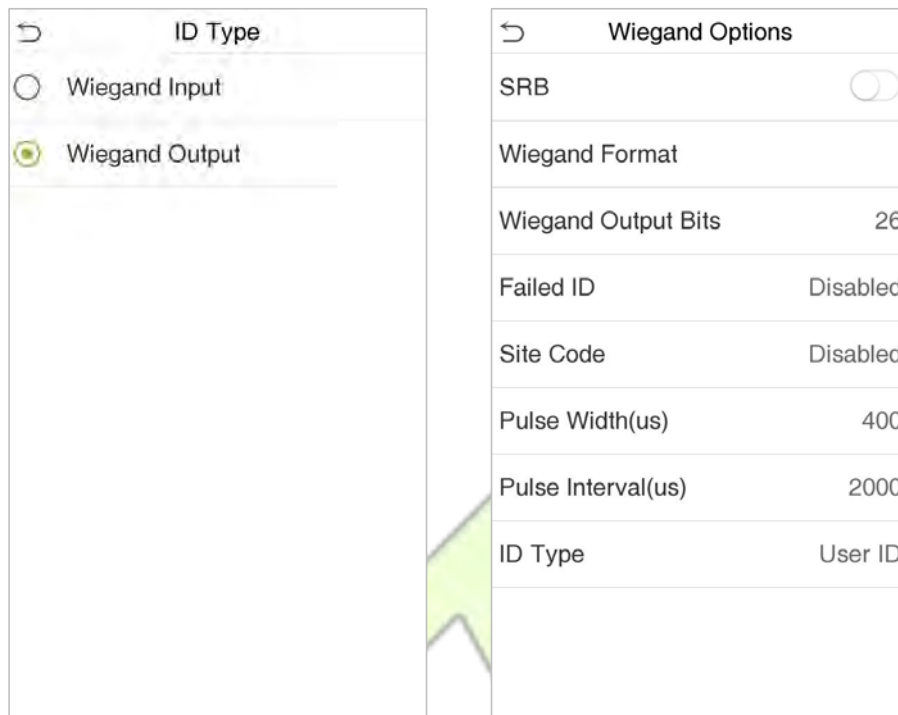 ID Type
Wiegand Input
Wiegand Output
Wiegand Options
SRB
Wiegand Format
Wiegand Output Bits 26
Failed ID Disabled
Site Code Disabled
Pulse Width(us) 400
Pulse Interval(us) 2000
ID Type User ID